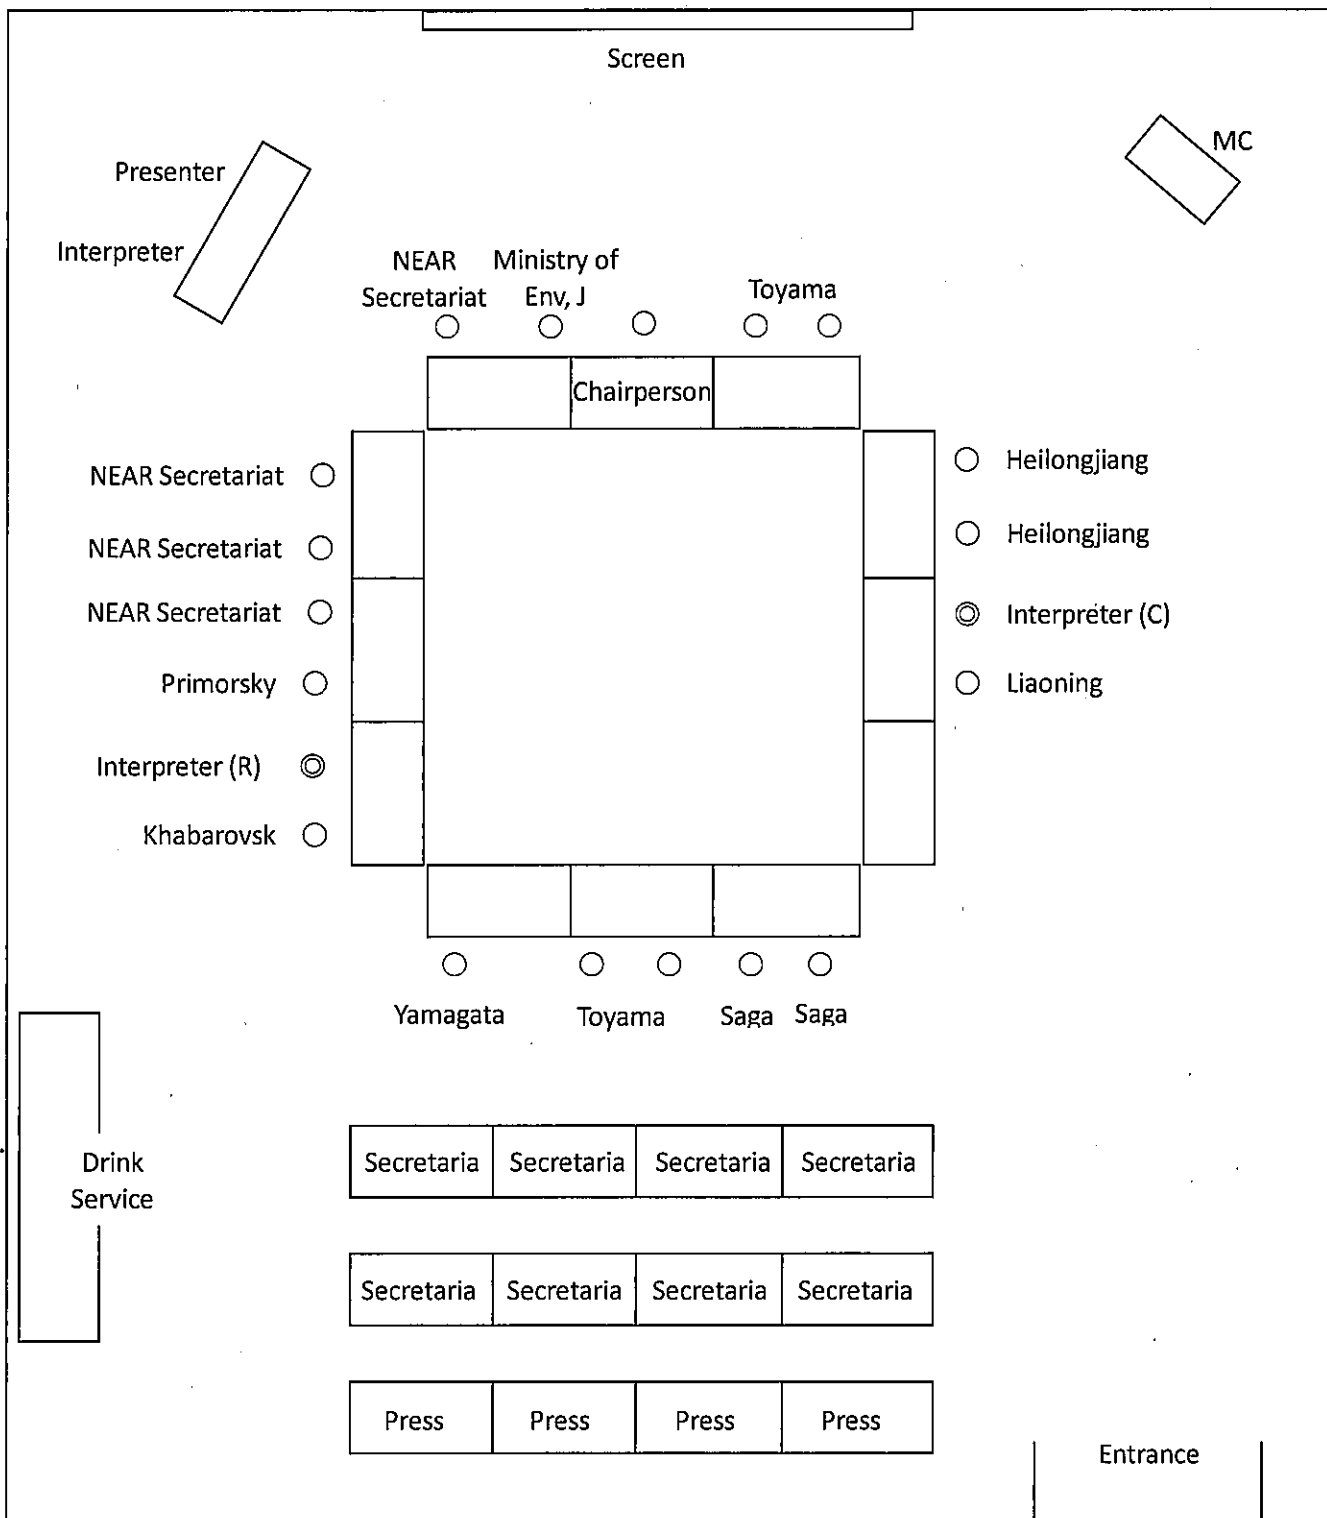 Screen
MC
Presenter
Interpreter
NEAR
Secretariat
Ministry of
Env, J
Toyama
Chairperson
NEAR Secretariat
NEAR Secretariat
NEAR Secretariat
Primorsky
Interpreter (R)
Khabarovsk
Heilongjiang
Heilongjiang
Interpreter (C)
Liaoning
Yamagata
Toyama
Saga
Saga
Drink
Service
Secretaria
Secretaria
Secretaria
Secretaria
Secretaria
Secretaria
Secretaria
Secretaria
Press
Press
Press
Press
Entrance